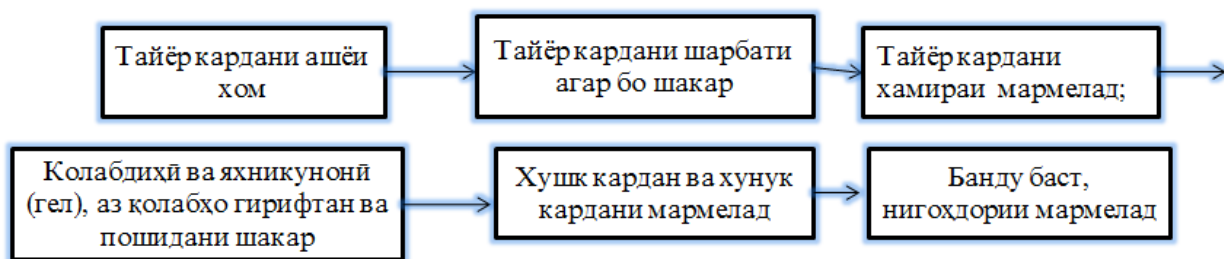 Тайёр кардани ашёи
хом
Тайёр кардани шарбати
агар бо шакар
Тайёр кардани
хамираи мармелад;
Колабдиҳӣ ва яхникунонӣ
(гел), аз қолабҳо гирифтан ва
пошидани шакар
Хушк кардан ва хунук
кардани мармелад
Банду баст,
нигоҳдории мармелад